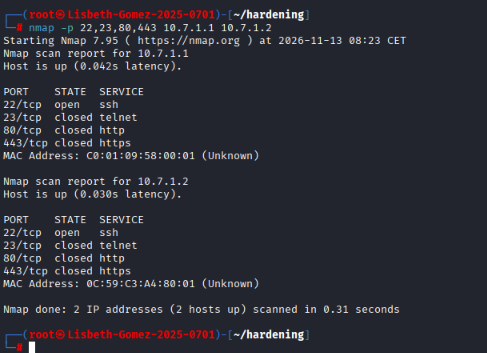 ┌──(root㉿Lisbeth-Gomez-2025-0701)-[~/hardening]
└─# nmap -p 22,23,80,443 10.7.1.1 10.7.1.2
Starting Nmap 7.95 ( https://nmap.org ) at 2026-11-13 08:23 CET
Nmap scan report for 10.7.1.1
Host is up (0.042s latency).
PORT    STATE  SERVICE
22/tcp  open   ssh
23/tcp  closed telnet
80/tcp  closed http
443/tcp closed https
MAC Address: C0:01:09:58:00:01 (Unknown)
Nmap scan report for 10.7.1.2
Host is up (0.030s latency).
PORT    STATE  SERVICE
22/tcp  open   ssh
23/tcp  closed telnet
80/tcp  closed http
443/tcp closed https
MAC Address: 0C:59:C3:A4:80:01 (Unknown)
Nmap done: 2 IP addresses (2 hosts up) scanned in 0.31 seconds
┌──(root㉿Lisbeth-Gomez-2025-0701)-[~/hardening]
└─#